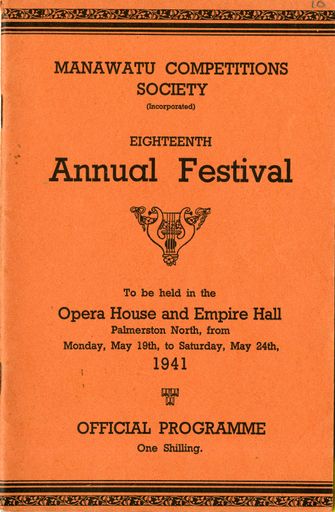 10
MANAWATU COMPETITIONS
SOCIETY
(Incorporated)
EIGHTEENTH
Annual Festival
To be held in the
Opera House and Empire Hall
Palmerston North, from
Monday, May 19th, to Saturday, May 24th,
1941
OFFICIAL PROGRAMME
One Shilling.